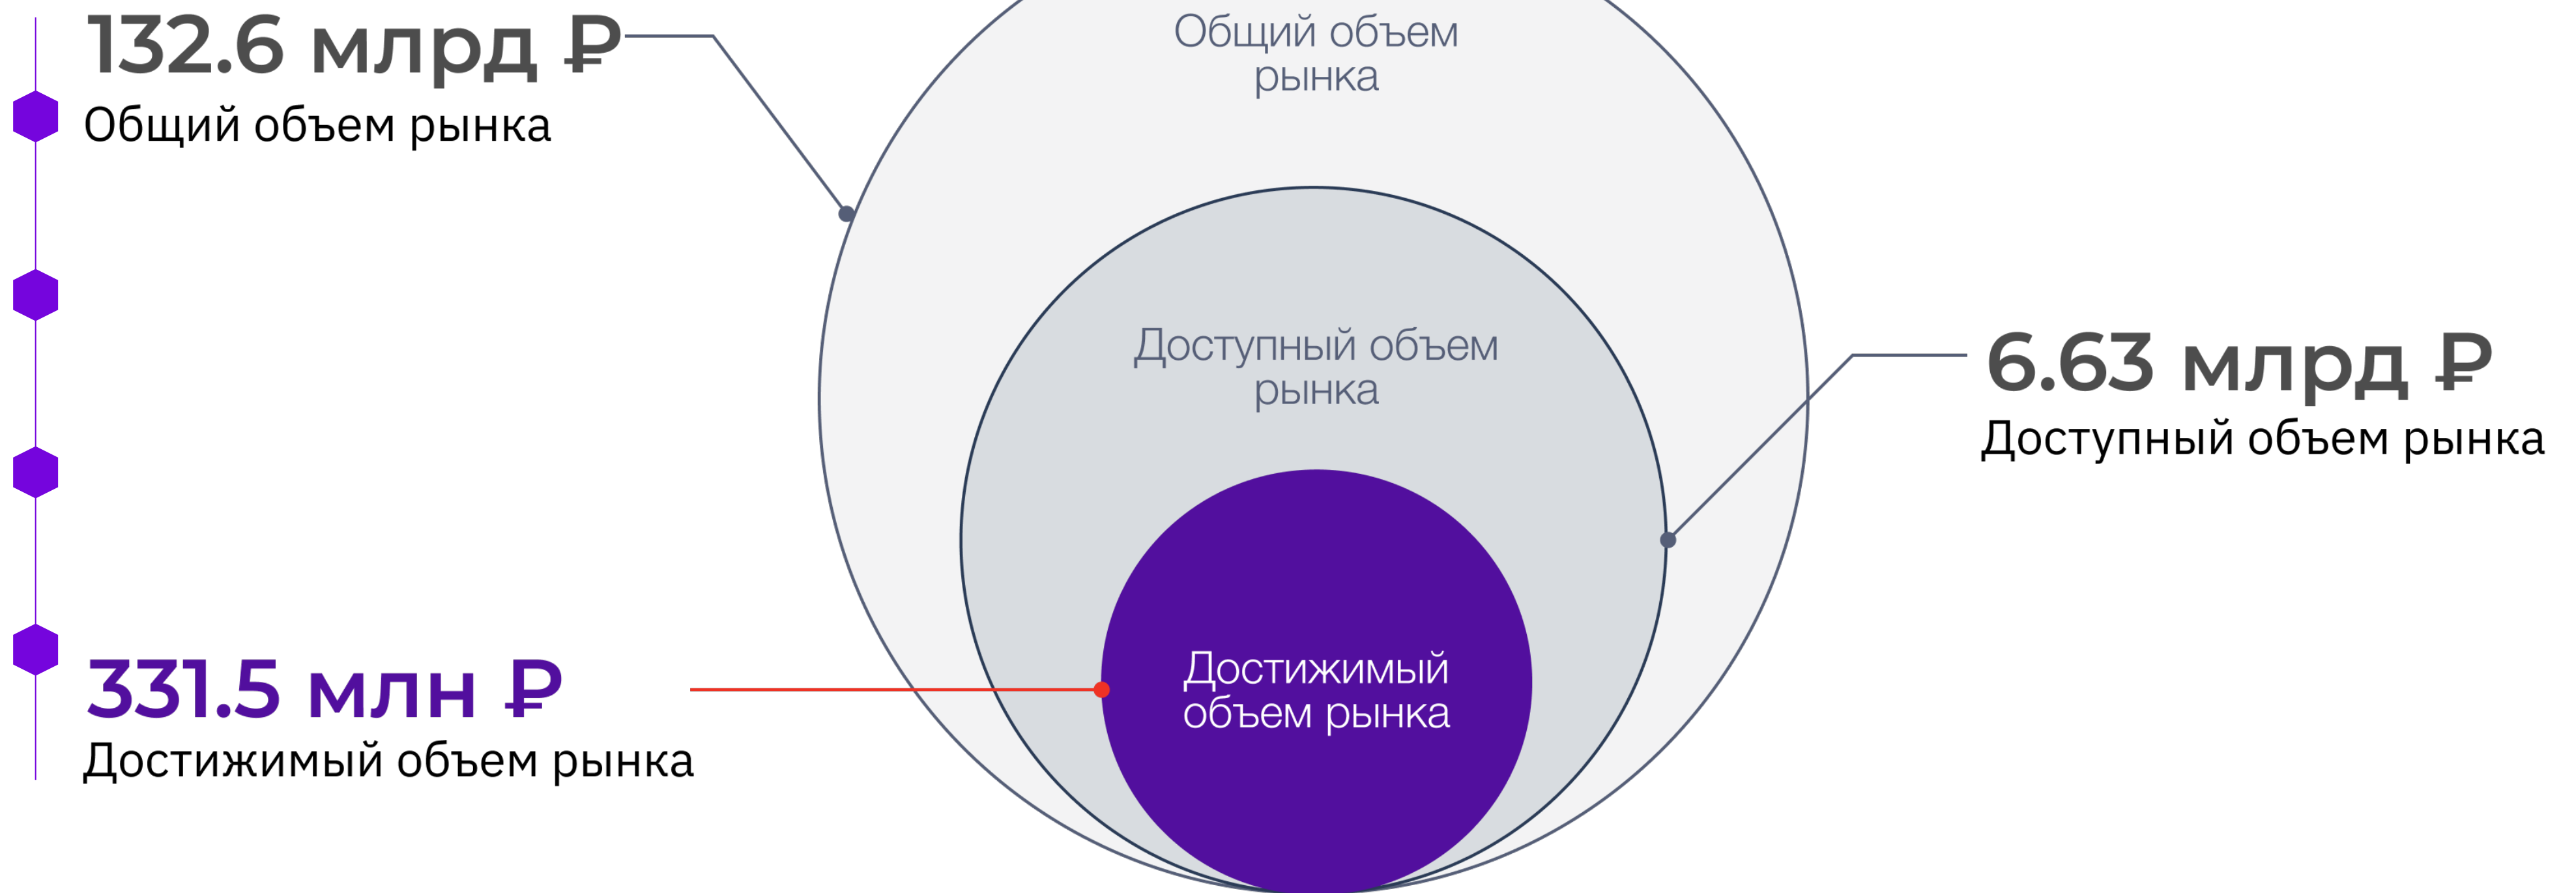 132.6 млрд ₽
Общий объем рынка
Общий объем
рынка
Доступный объем
рынка
6.63 млрд ₽
Доступный объем рынка
331.5 млн ₽
Достижимый объем рынка
Достижимый
объем рынка